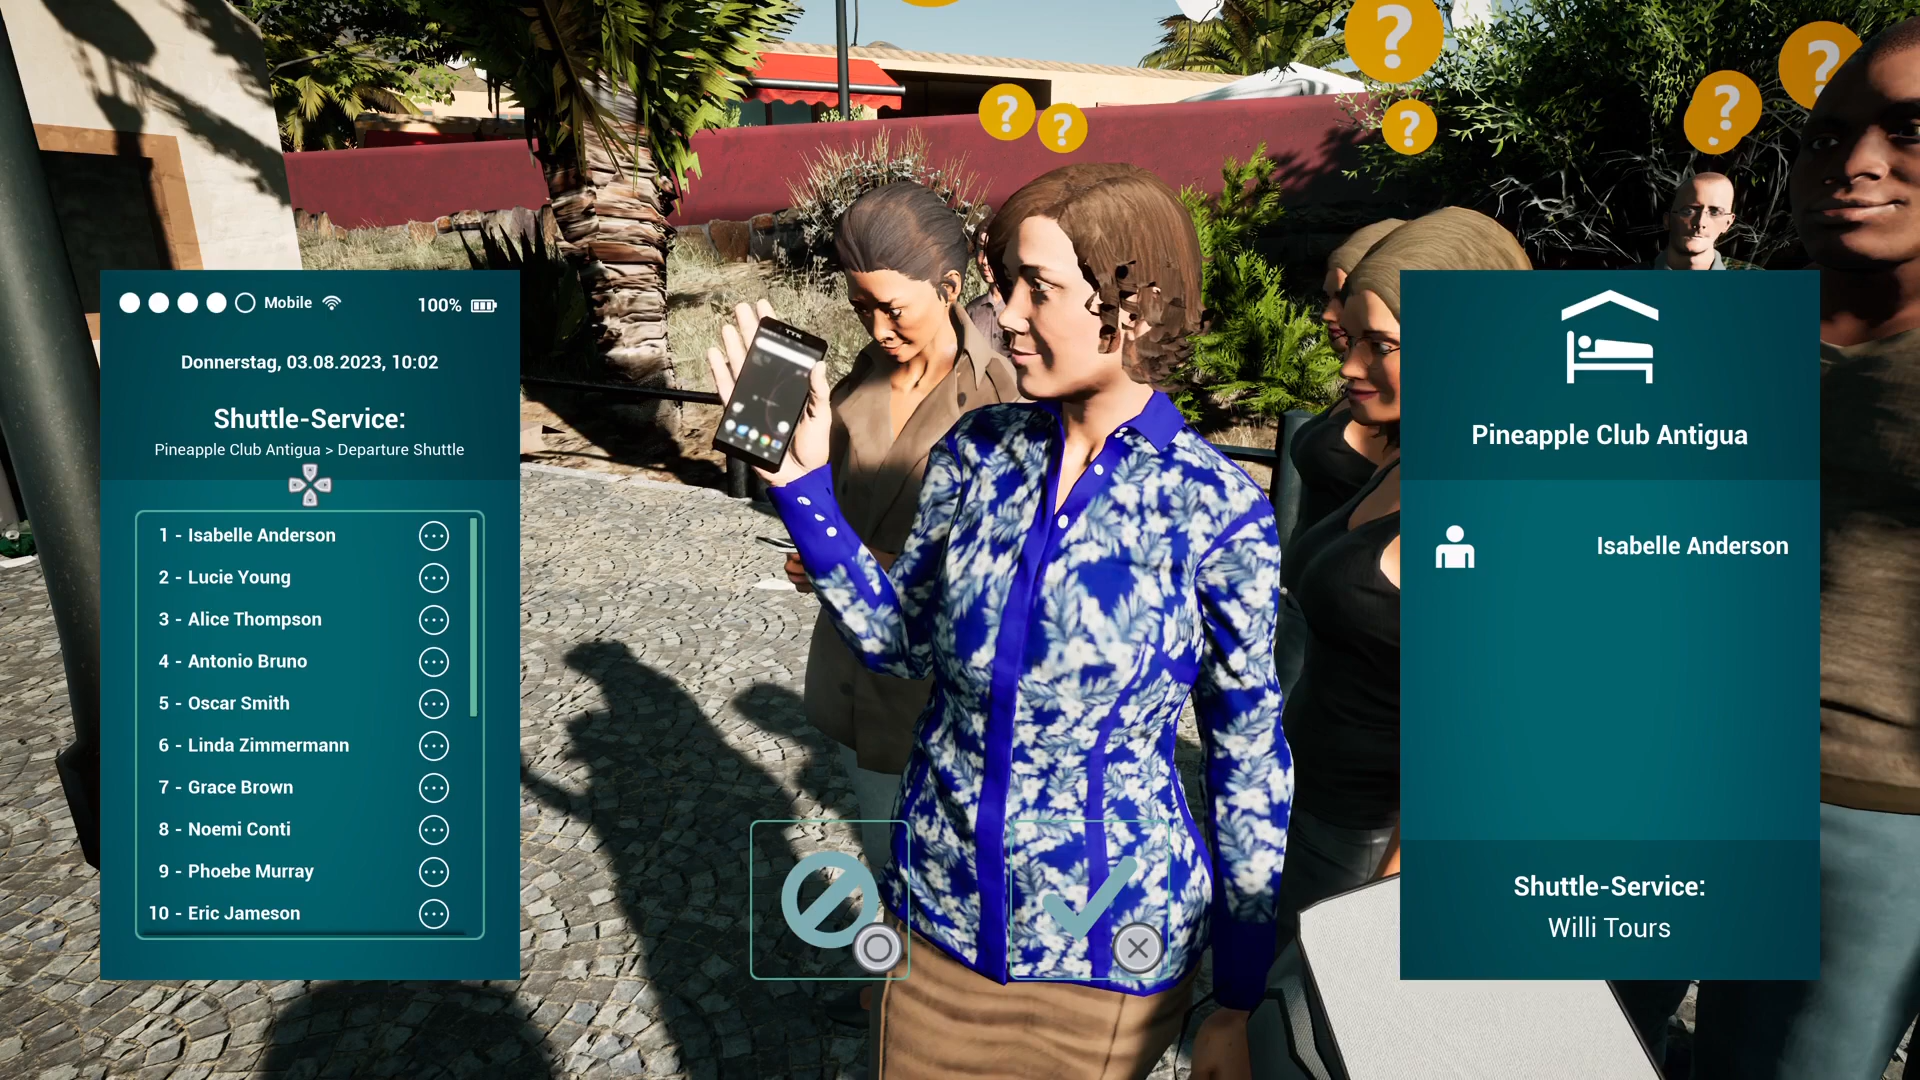 Mobile
100%
Donnerstag, 03.08.2023, 10:02
Shuttle-Service:
Pineapple Club Antigua > Departure Shuttle
1 - Isabelle Anderson
2 - Lucie Young
3 - Alice Thompson
4 - Antonio Bruno
5 - Oscar Smith
6 - Linda Zimmermann
7 - Grace Brown
8 - Noemi Conti
9 - Phoebe Murray
10 - Eric Jameson
? ? ? ? ? ? ?
Pineapple Club Antigua
Isabelle Anderson
Shuttle-Service:
Willi Tours